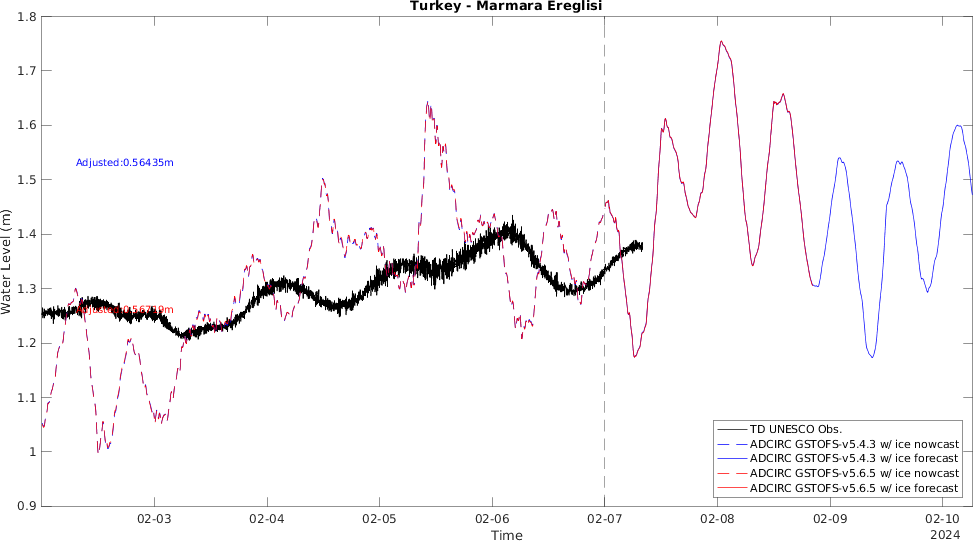 Turkey - Marmara Ereglisi
1.8
1.7
1.6
1.5
1.4
1.3
1.2
1.1
1
0.9
Water Level (m)
Adjusted:0.56435m
TD UNESCO Obs.
ADCIRC GSTOFS-v5.4.3 w/ ice nowcast
ADCIRC GSTOFS-v5.4.3 w/ ice forecast
ADCIRC GSTOFS-v5.6.5 w/ ice nowcast
ADCIRC GSTOFS-v5.6.5 w/ ice forecast
02-03
02-04
02-05
02-06
02-07
02-08
02-09
02-10
Time
2024